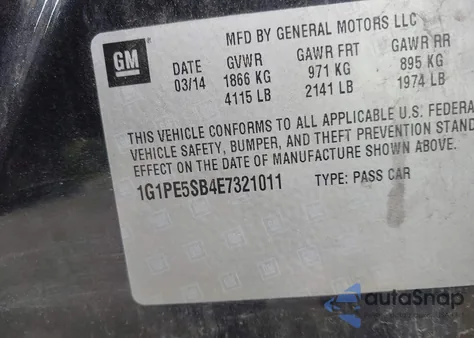 MFD BY GENERAL MOTORS LLC
GM
DATE GVWR GAWR FRT GAWR RR
03/14 1866 KG 971 KG 895 KG
4115 LB 2141 LB 1974 LB
THIS VEHICLE CONFORMS TO ALL APPLICABLE U.S. FEDERA
VEHICLE SAFETY, BUMPER, AND THEFT PREVENTION STAND
EFFECT ON THE DATE OF MANUFACTURE SHOWN ABOVE.
1G1PE5SB4E7321011 TYPE: PASS CAR
autoSnap